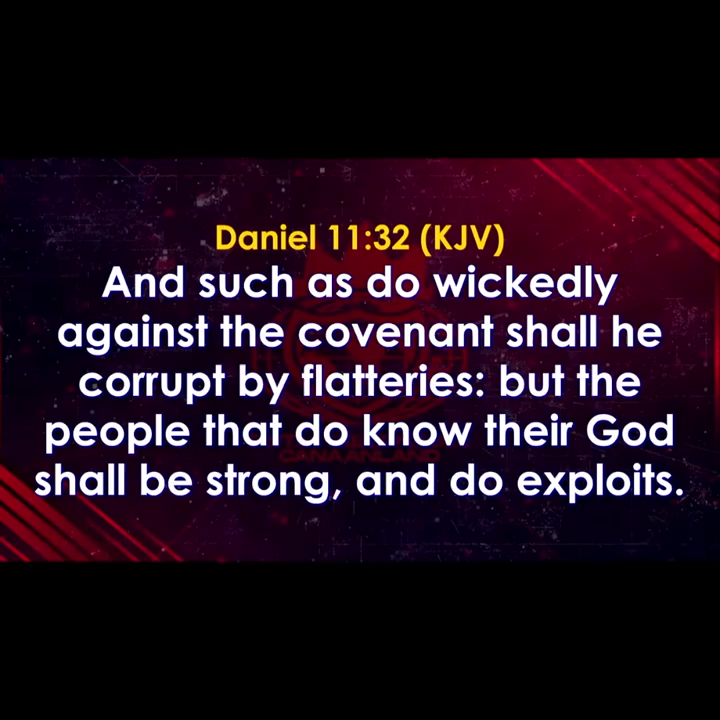 Daniel 11:32 (KJV)
And such as do wickedly
against the covenant shall he
corrupt by flatteries: but the
people that do know their God
shall be strong, and do exploits.
CANAANLAND